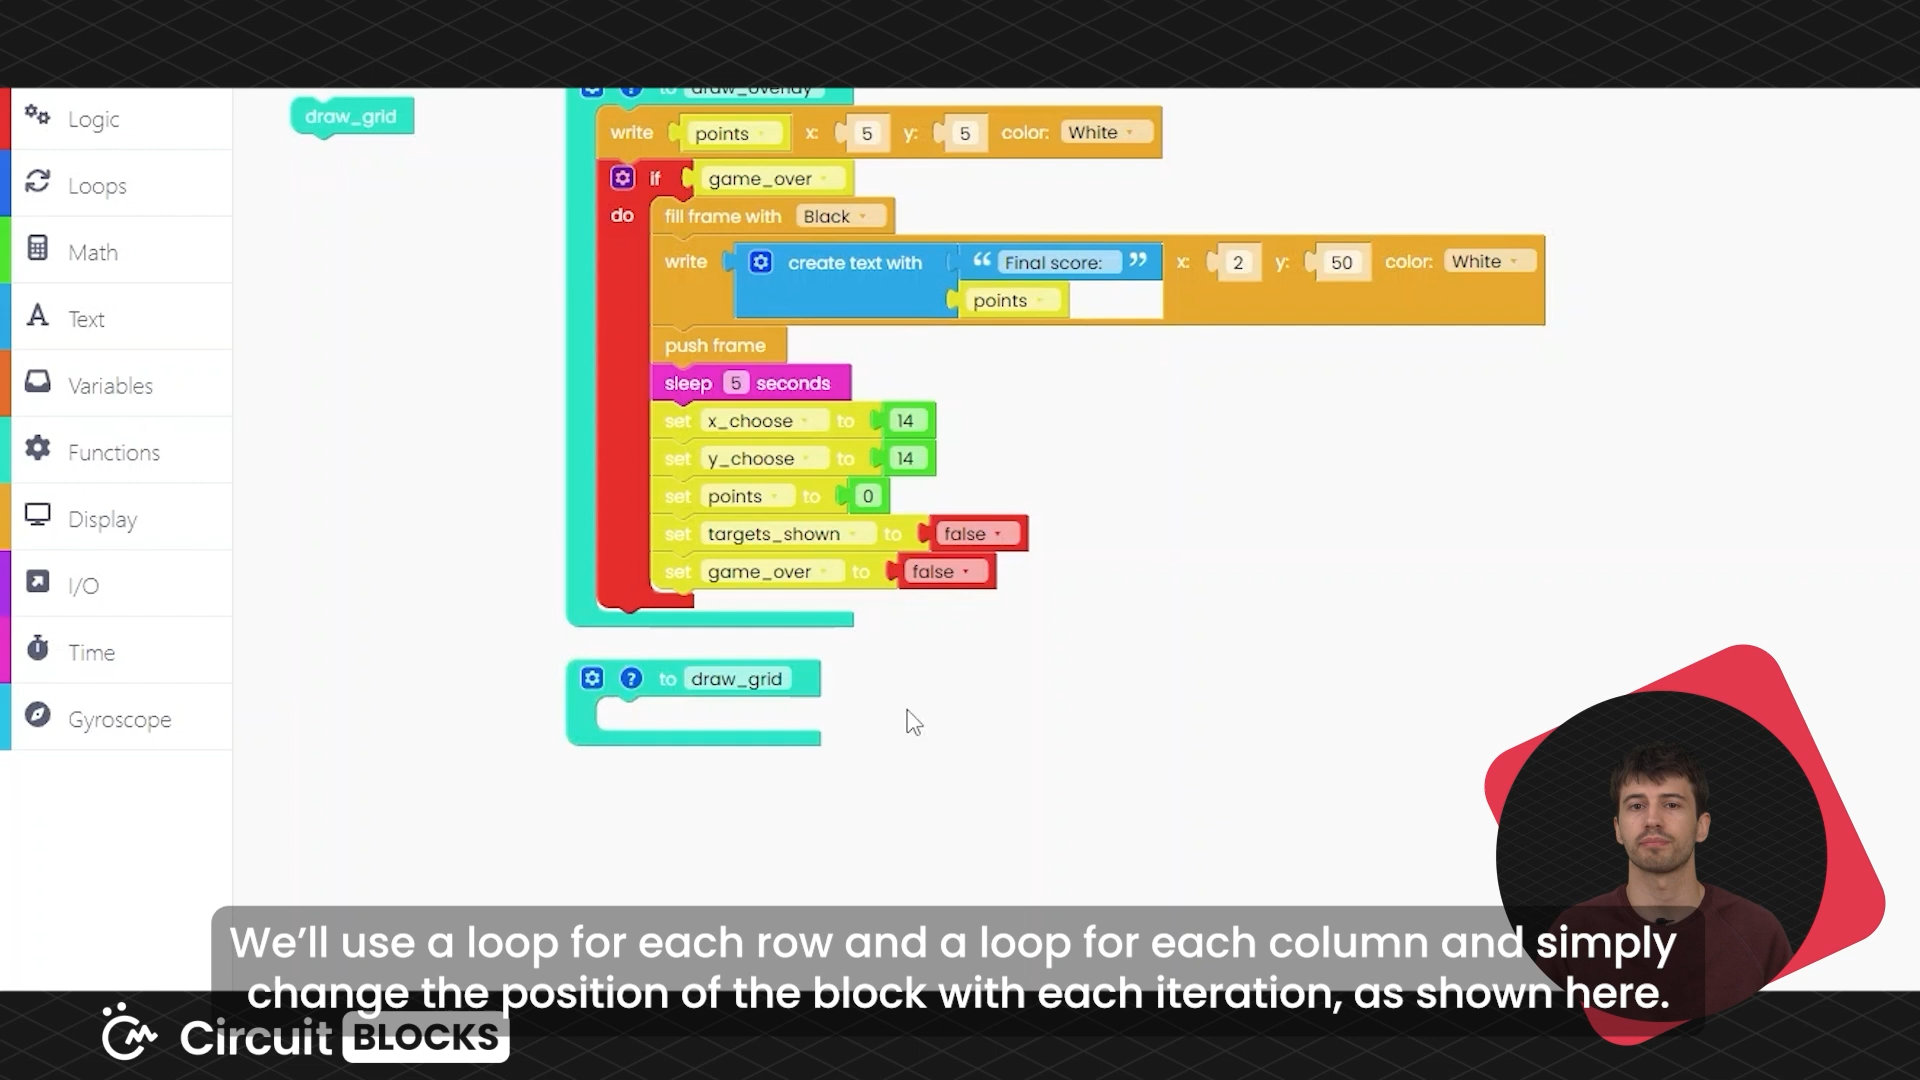 Logic
Loops
Math
Text
Variables
Functions
Display
I/O
Time
Gyroscope
draw_grid
to draw_overlay
write points x: 5 y: 5 color: White
if game_over
do fill frame with Black
write create text with “ Final score: ” x: 2 y: 50 color: White
points
push frame
sleep 5 seconds
set x_choose to 14
set y_choose to 14
set points to 0
set targets_shown to false
set game_over to false
? to draw_grid
We’ll use a loop for each row and a loop for each column and simply
change the position of the block with each iteration, as shown here.
Circuit BLOCKS